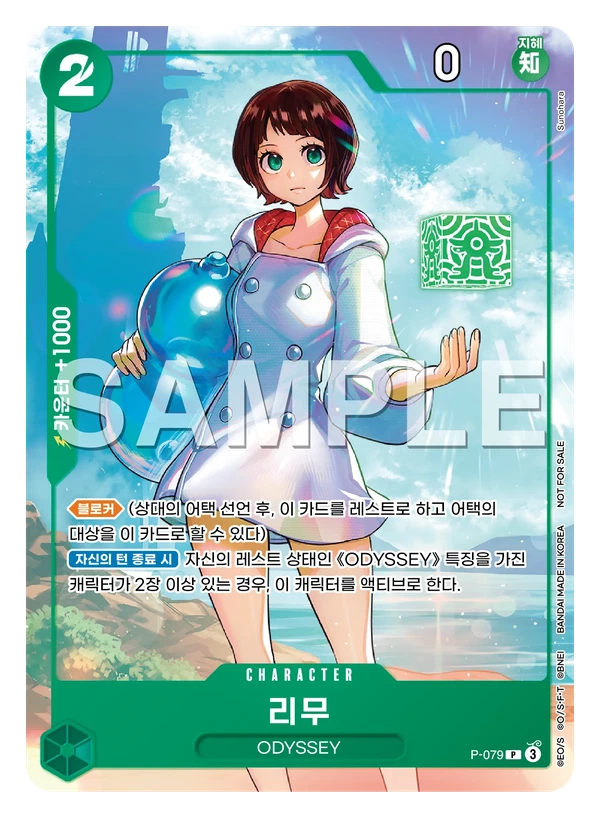 2
0
지혜
知
Sunohara
⚡카운터 +1000
SAMPLE
블로커 (상대의 어택 선언 후, 이 카드를 레스트로 하고 어택의
대상을 이 카드로 할 수 있다)
자신의 턴 종료 시 자신의 레스트 상태인 《ODYSSEY》 특징을 가진
캐릭터가 2장 이상 있는 경우, 이 캐릭터를 액티브로 한다.
CHARACTER
리무
ODYSSEY
P-079 P 3
©EO/S ©O/S・F・T ©BNEI BANDAI MADE IN KOREA NOT FOR SALE